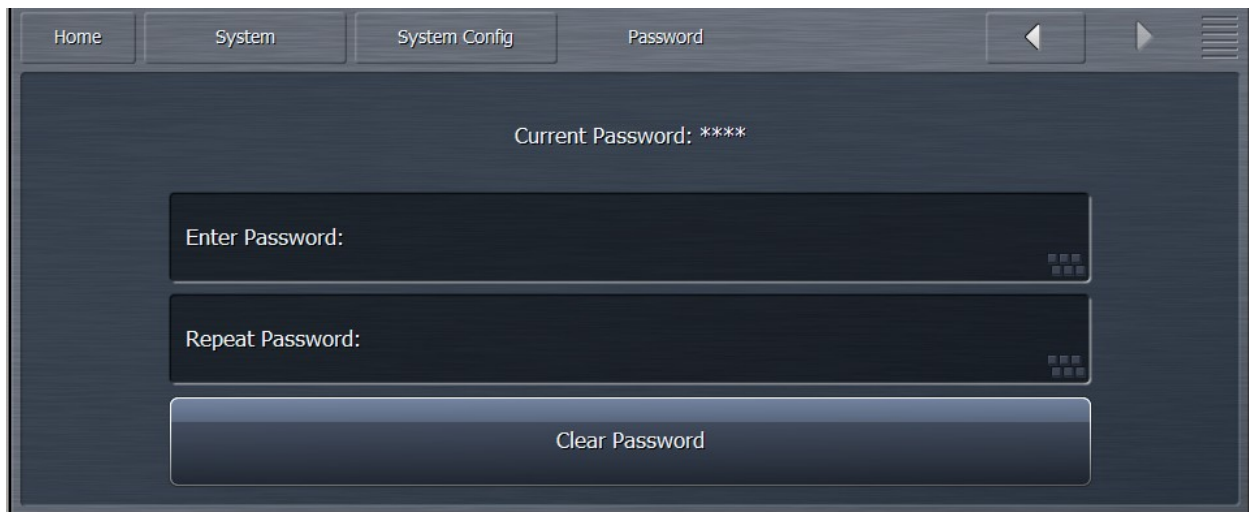 Home System System Config Password
Current Password: ****
Enter Password:
Repeat Password:
Clear Password